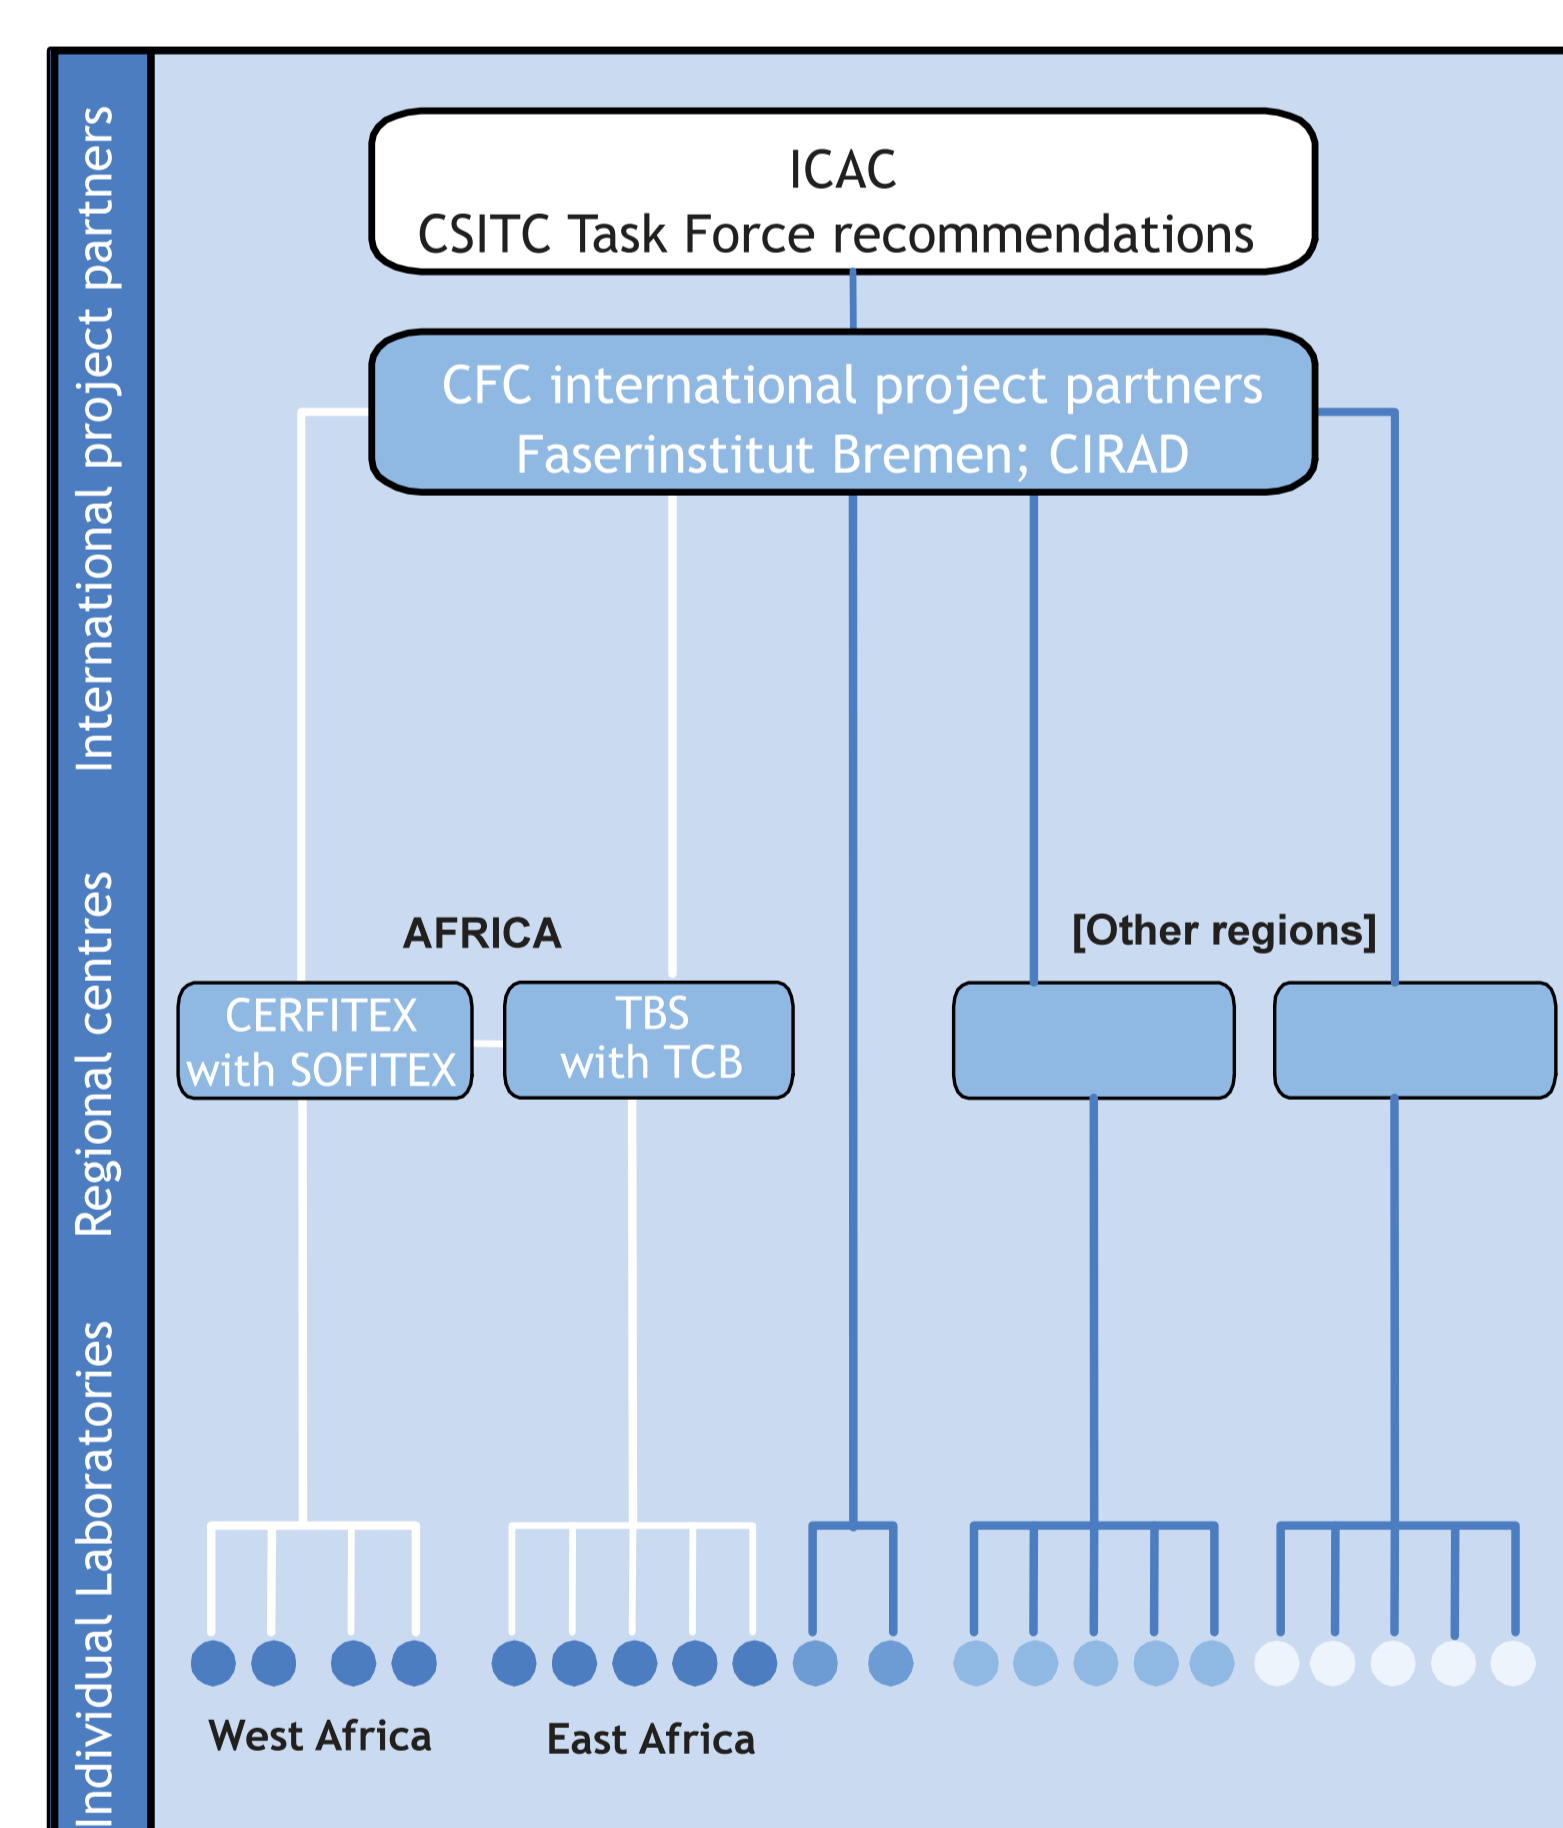 International project partners
ICAC
CSITC Task Force recommendations
CFC international project partners
Faserinstitut Bremen; CIRAD
Regional centres
AFRICA
[Other regions]
CERFITEX
with SOFITEX
TBS
with TCB
Individual Laboratories
West Africa
East Africa